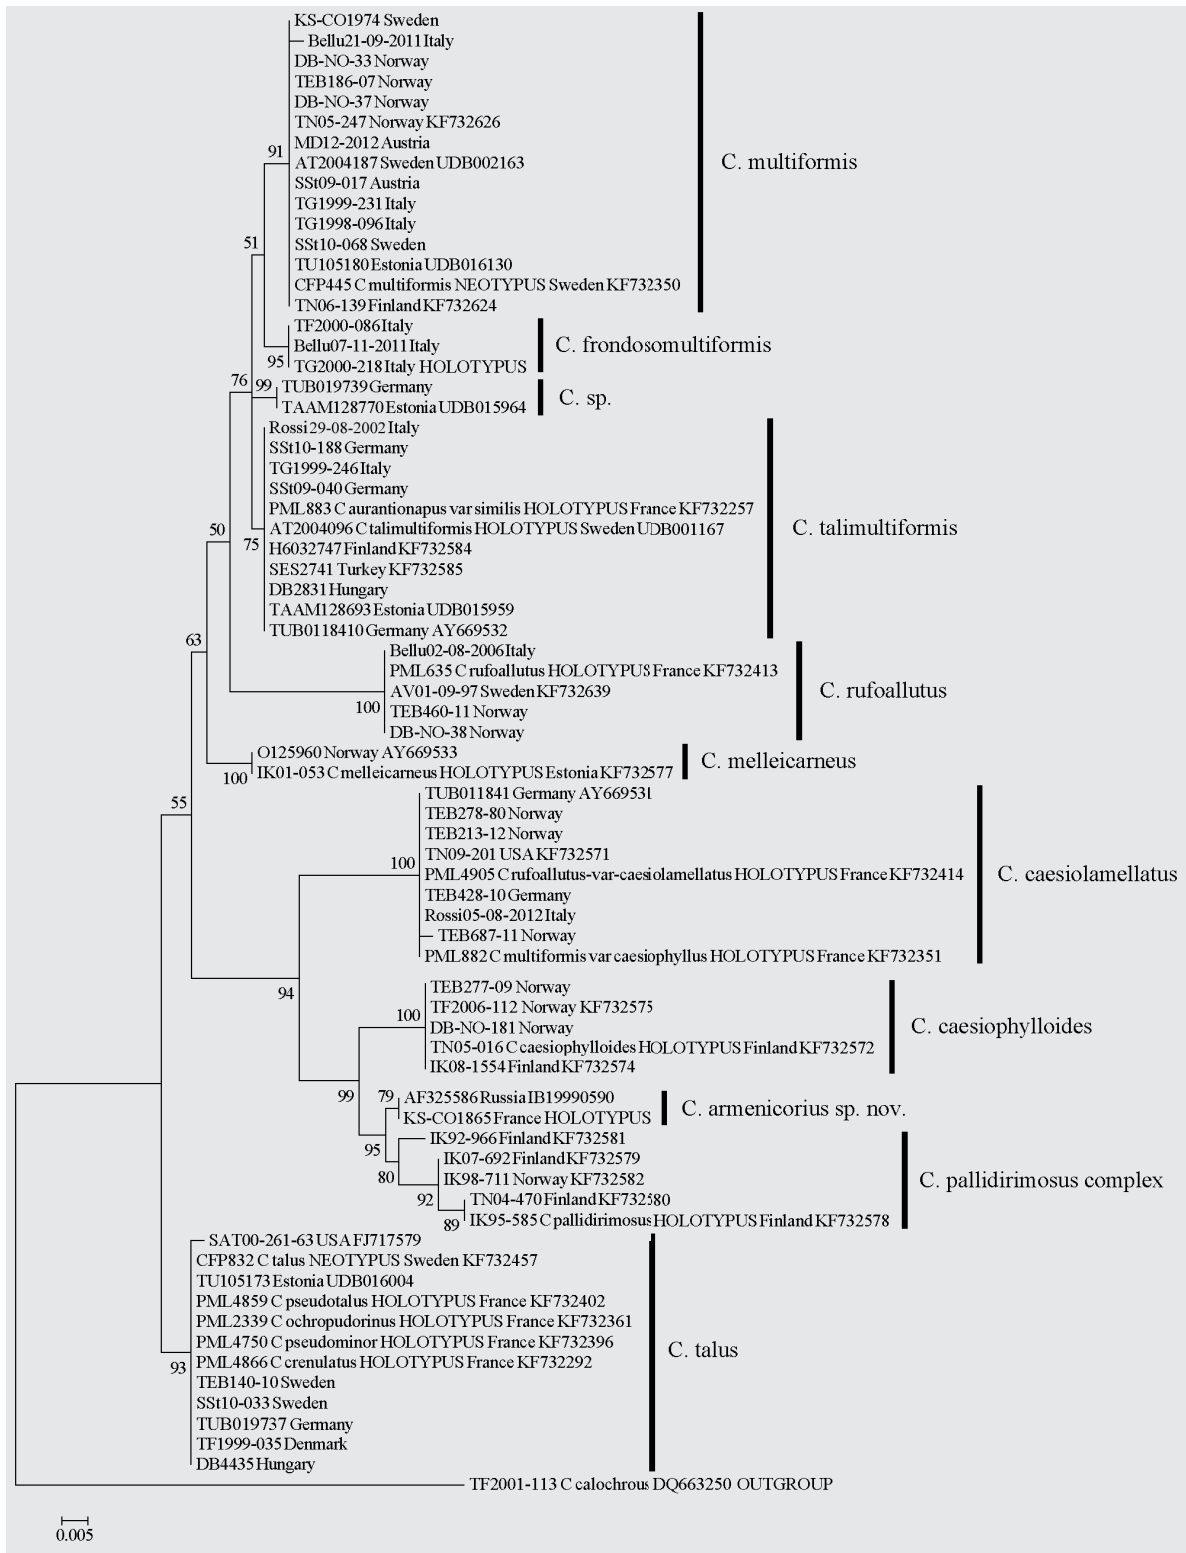 KS-CO1974 Sweden
Bellu21-09-2011 Italy
DB-NO-33 Norway
TEB186-07 Norway
DB-NO-37 Norway
TN05-247 Norway KF732626
MD12-2012 Austria
91
AT2004187 Sweden UDB002163
C. multiformis
SSt09-017 Austria
TG1999-231 Italy
TG1998-096 Italy
51
SSt10-068 Sweden
TU105180 Estonia UDB016130
CFP445 C multiformis NEOTYPUS Sweden KF732350
TN06-139 Finland KF732624
TF2000-086 Italy
Bellu07-11-2011 Italy
C. frondosomultiformis
95
TG2000-218 Italy HOLOTYPUS
76
99
TUB019739 Germany
C. sp.
TAAM128770 Estonia UDB015964
Rossi29-08-2002 Italy
SSt10-188 Germany
TG1999-246 Italy
SSt09-040 Germany
PML883 C aurantionapus var similis HOLOTYPUS France KF732257
50
AT2004096 C talimultiformis HOLOTYPUS Sweden UDB001167
C. talimultiformis
75
H6032747 Finland KF732584
SES2741 Turkey KF732585
DB2831 Hungary
TAAM128693 Estonia UDB015959
TUB0118410 Germany AY669532
63
Bellu02-08-2006 Italy
PML635 C rufoallutus HOLOTYPUS France KF732413
AV01-09-97 Sweden KF732639
C. rufoallutus
100
TEB460-11 Norway
DB-NO-38 Norway
O125960 Norway AY669533
C. melleicarneus
100
IK01-053 C melleicarneus HOLOTYPUS Estonia KF732577
TUB011841 Germany AY669531
55
TEB278-80 Norway
TEB213-12 Norway
TN09-201 USA KF732571
100
PML4905 C rufoallutus-var-caesiolamellatus HOLOTYPUS France KF732414
C. caesiolamellatus
TEB428-10 Germany
Rossi05-08-2012 Italy
TEB687-11 Norway
PML882 C multiformis var caesiophyllus HOLOTYPUS France KF732351
94
TEB277-09 Norway
TF2006-112 Norway KF732575
100
DB-NO-181 Norway
C. caesiophylloides
TN05-016 C caesiophylloides HOLOTYPUS Finland KF732572
IK08-1554 Finland KF732574
99
79
AF325586 Russia IB19990590
C. armenicorius sp. nov.
KS-CO1865 France HOLOTYPUS
95
IK92-966 Finland KF732581
IK07-692 Finland KF732579
80
IK98-711 Norway KF732582
C. pallidirimosus complex
92
TN04-470 Finland KF732580
89
IK95-585 C pallidirimosus HOLOTYPUS Finland KF732578
SAT00-261-63 USA FJ717579
CFP832 C talus NEOTYPUS Sweden KF732457
TU105173 Estonia UDB016004
PML4859 C pseudotalus HOLOTYPUS France KF732402
PML2339 C ochropudorinus HOLOTYPUS France KF732361
PML4750 C pseudominor HOLOTYPUS France KF732396
C. talus
93
PML4866 C crenulatus HOLOTYPUS France KF732292
TEB140-10 Sweden
SSt10-033 Sweden
TUB019737 Germany
TF1999-035 Denmark
DB4435 Hungary
TF2001-113 C calochrous DQ663250 OUTGROUP
0.005